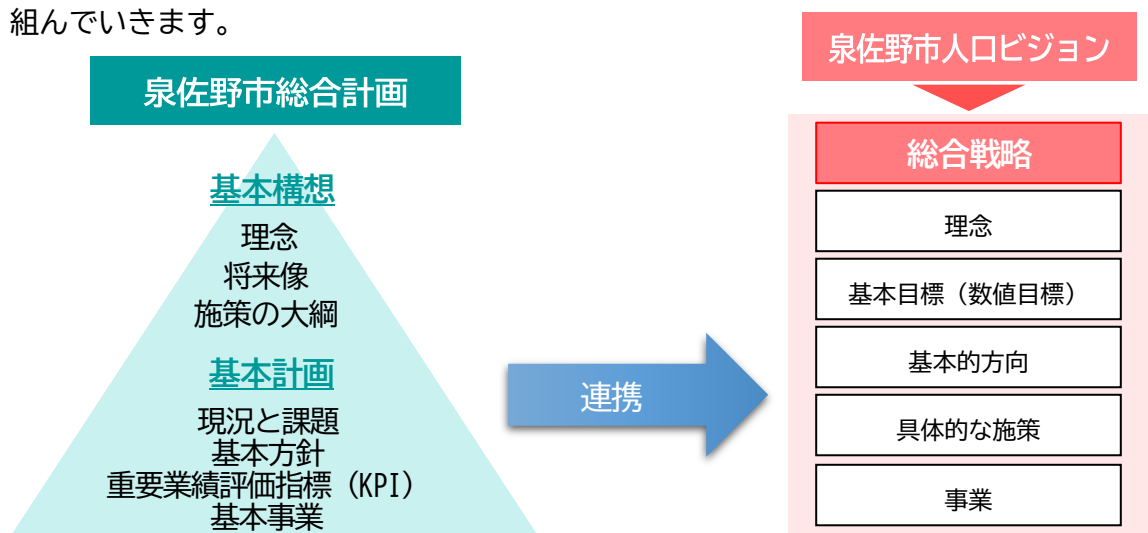 組んでいきます。
泉佐野市総合計画
基本構想
理念
将来像
施策の大綱
基本計画
現況と課題
基本方針
重要業績評価指標（KPI）
基本事業
連携
泉佐野市人口ビジョン
総合戦略
理念
基本目標（数値目標）
基本的方向
具体的な施策
事業